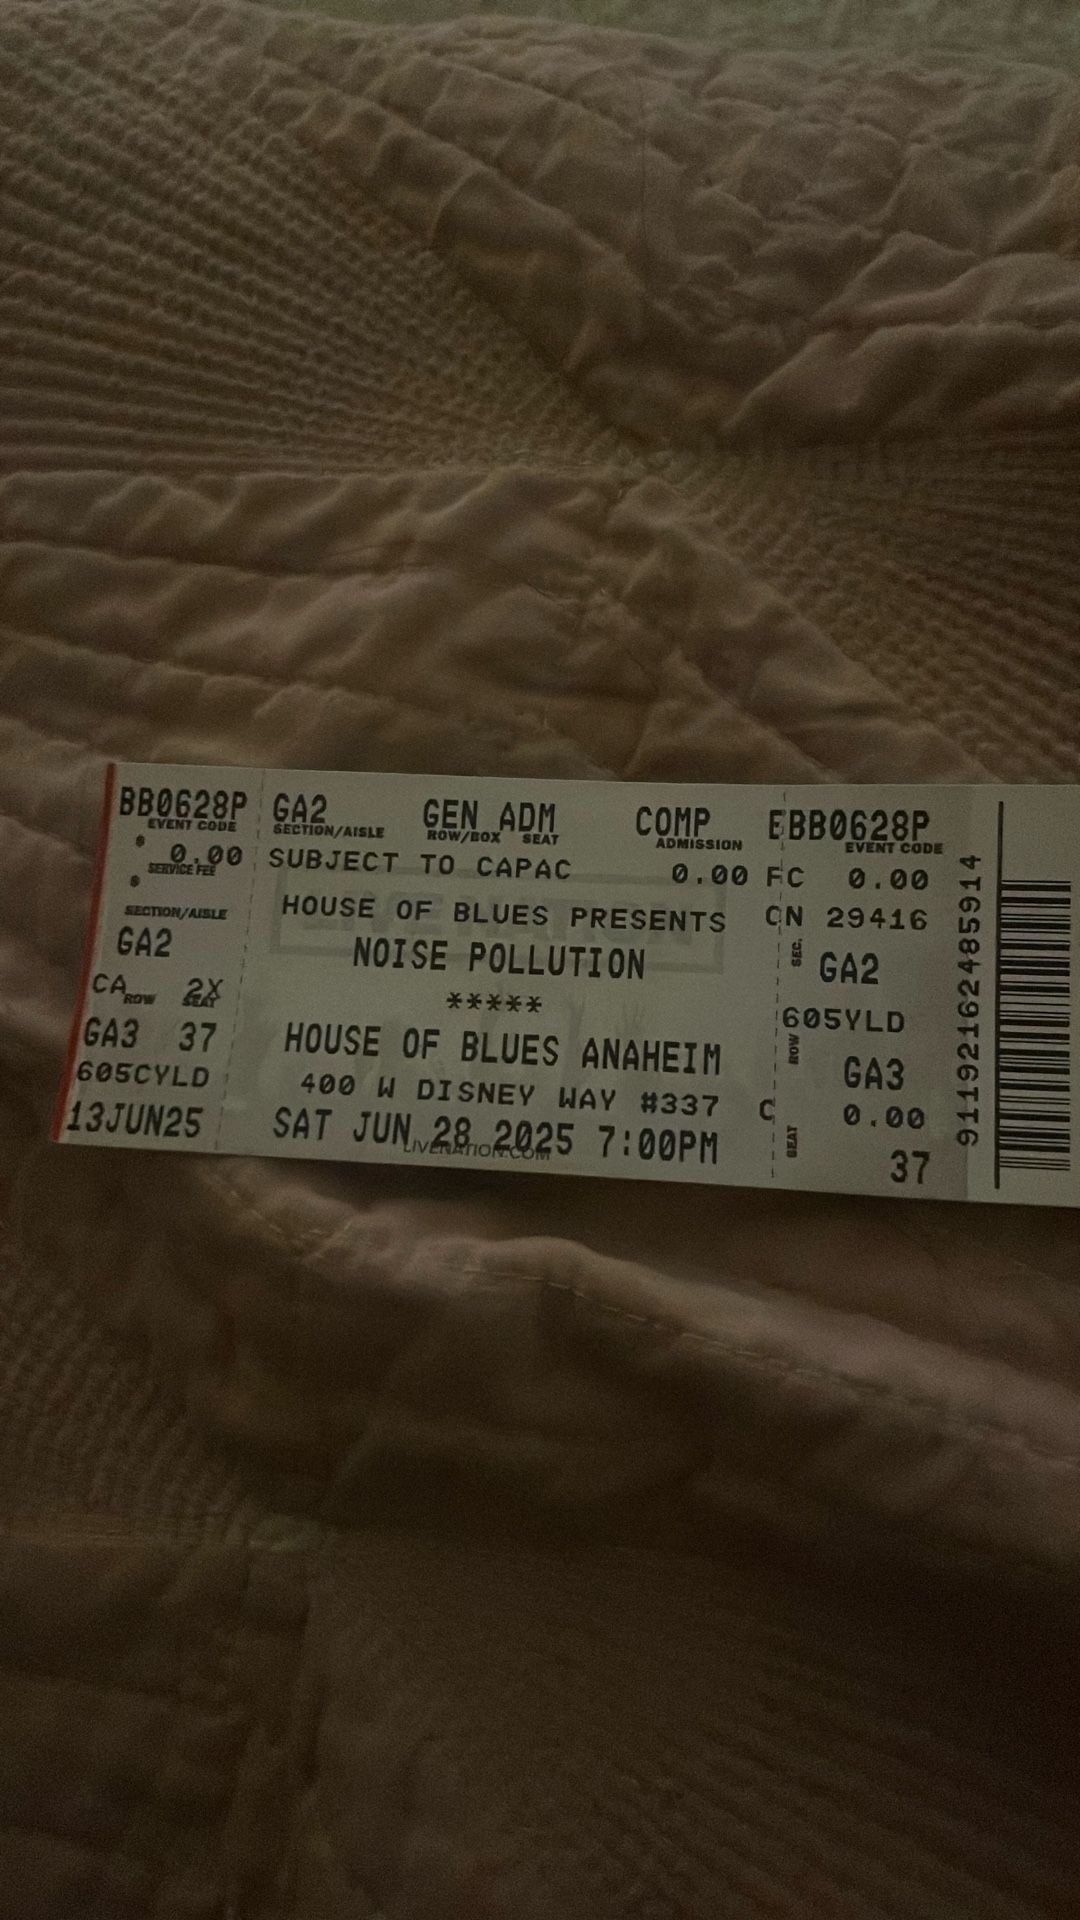 BB0628P GA2 GEN ADM COMP EBB0628P
EVENT CODE SECTION/AISLE ROW/BOX SEAT ADMISSION EVENT CODE
$ 0.00 SUBJECT TO CAPAC 0.00 FC 0.00
SERVICE FEE
$
HOUSE OF BLUES PRESENTS CN 29416
SECTION/AISLE
GA2 NOISE POLLUTION SEC. GA2
CA ROW 2X SEAT ***** 605YLD
GA3 37 HOUSE OF BLUES ANAHEIM ROW GA3
605CYLD 400 W DISNEY WAY #337 C 0.00
13JUN25 SAT JUN 28 2025 7:00PM SEAT 37
LIVENATION.COM
91192162485914